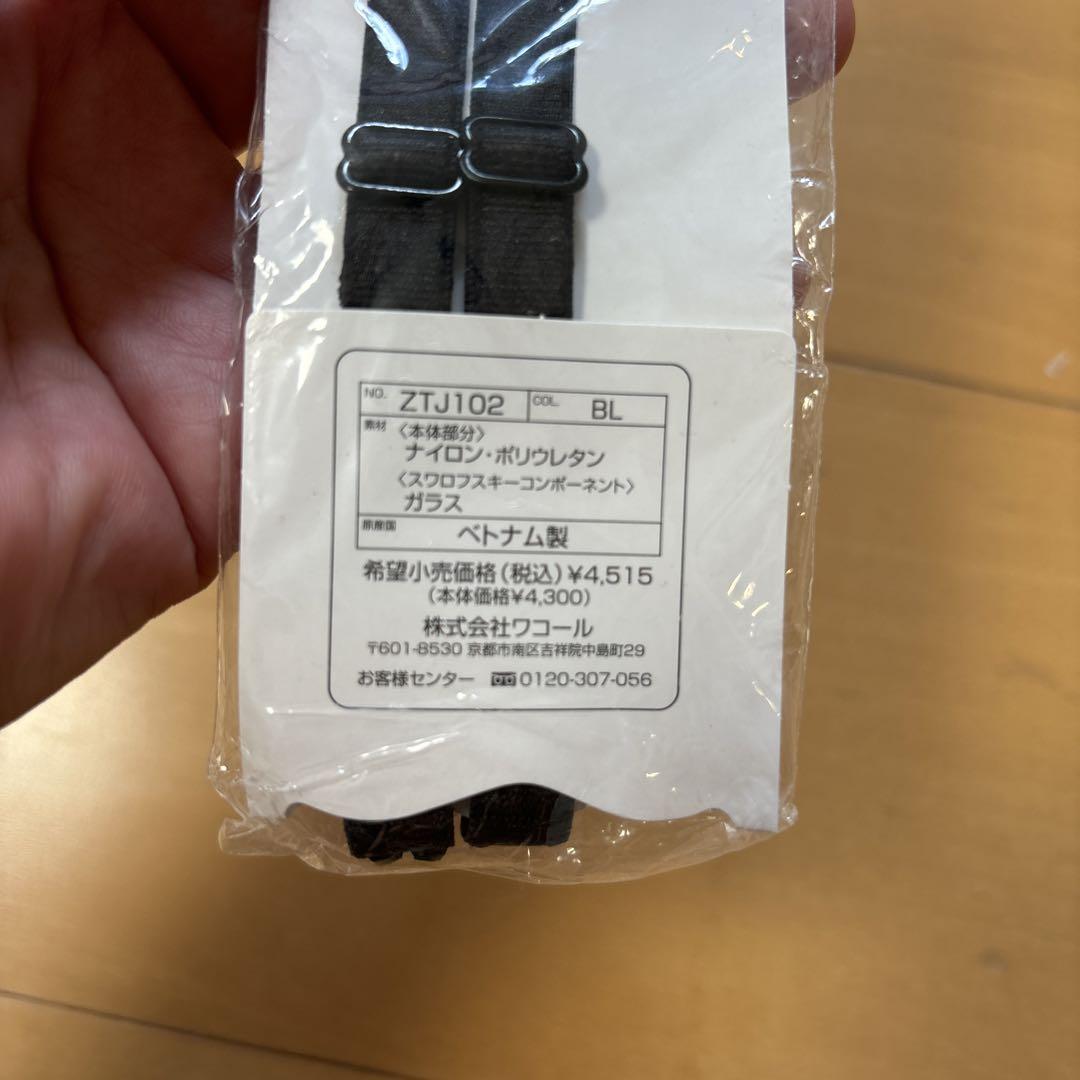 NO. ZTJ102 COL. BL
素材 〈本体部分〉
ナイロン・ポリウレタン
〈スワロフスキーコンポーネント〉
ガラス
原産国 ベトナム製
希望小売価格(税込)¥4,515
(本体価格¥4,300)
株式会社ワコール
〒601-8530 京都市南区吉祥院中島町29
お客様センター 0120-307-056